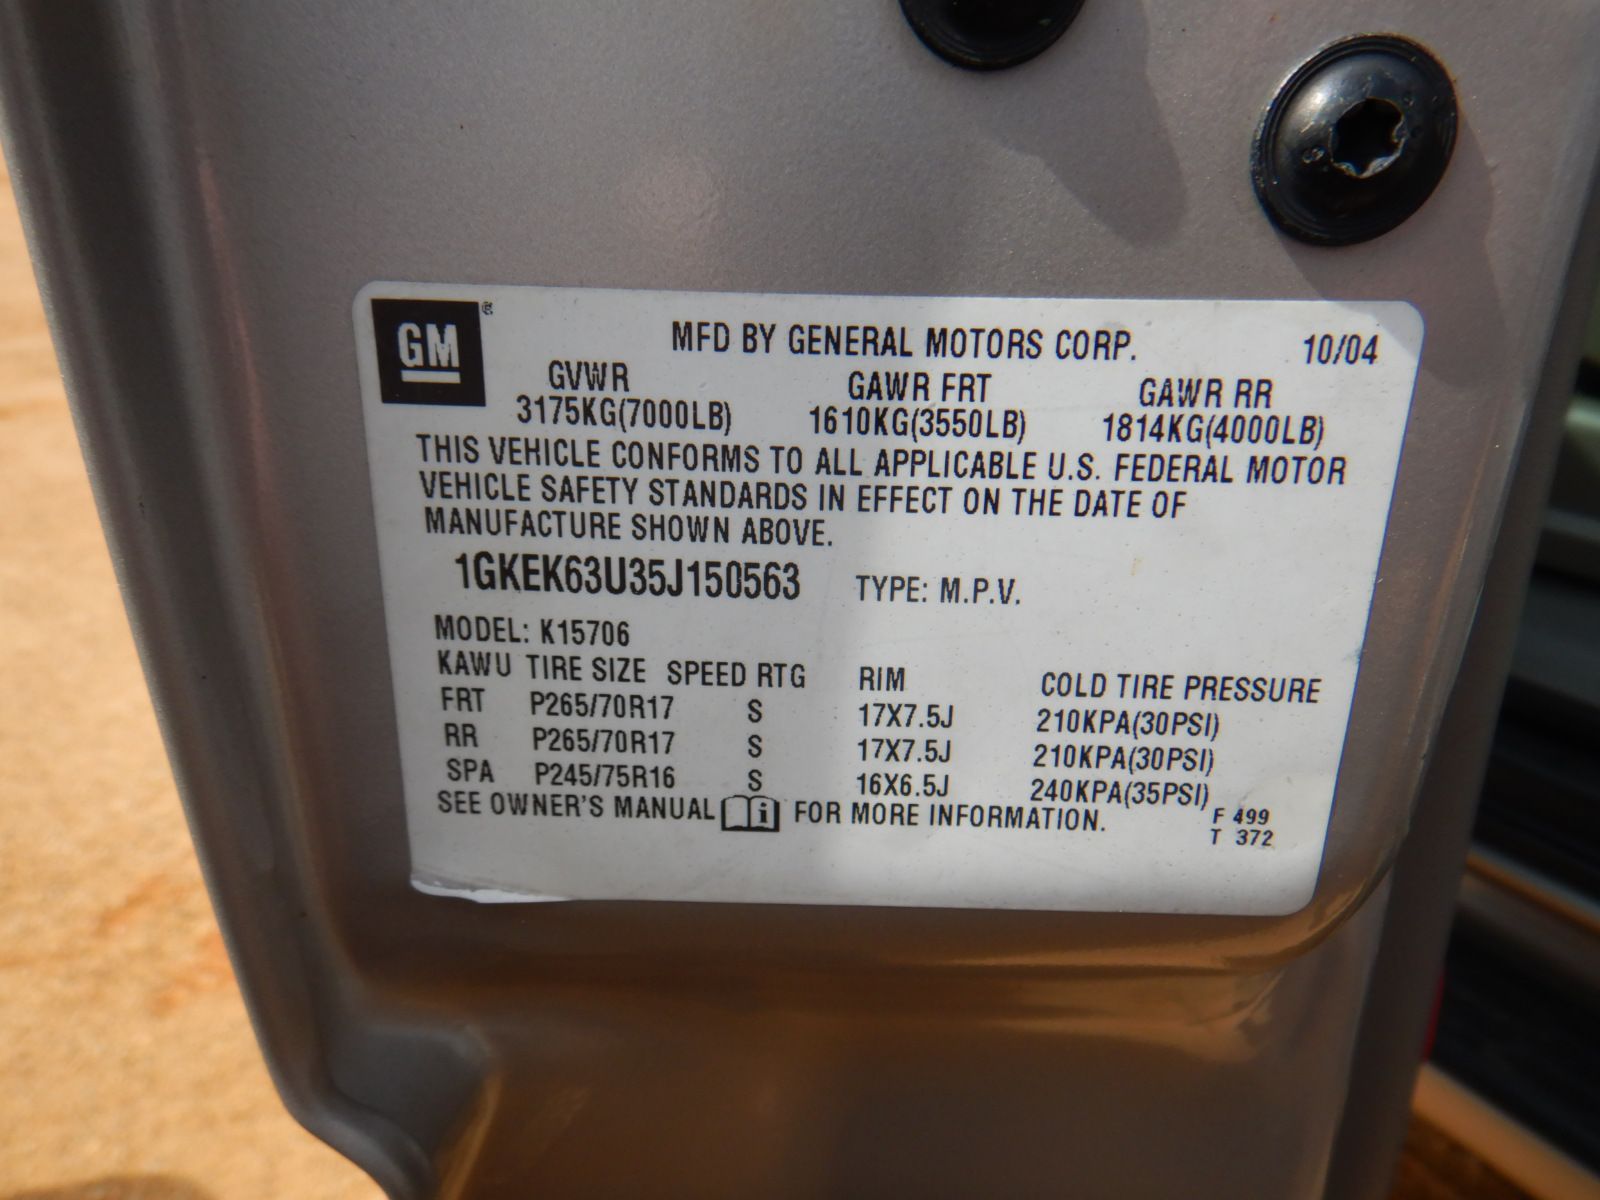 GM ®
MFD BY GENERAL MOTORS CORP. 10/04
GVWR GAWR FRT GAWR RR
3175KG(7000LB) 1610KG(3550LB) 1814KG(4000LB)
THIS VEHICLE CONFORMS TO ALL APPLICABLE U.S. FEDERAL MOTOR
VEHICLE SAFETY STANDARDS IN EFFECT ON THE DATE OF
MANUFACTURE SHOWN ABOVE.
1GKEK63U35J150563 TYPE: M.P.V.
MODEL: K15706
KAWU TIRE SIZE SPEED RTG RIM COLD TIRE PRESSURE
FRT P265/70R17 S 17X7.5J 210KPA(30PSI)
RR P265/70R17 S 17X7.5J 210KPA(30PSI)
SPA P245/75R16 S 16X6.5J 240KPA(35PSI)
SEE OWNER'S MANUAL i FOR MORE INFORMATION. F 499
T 372